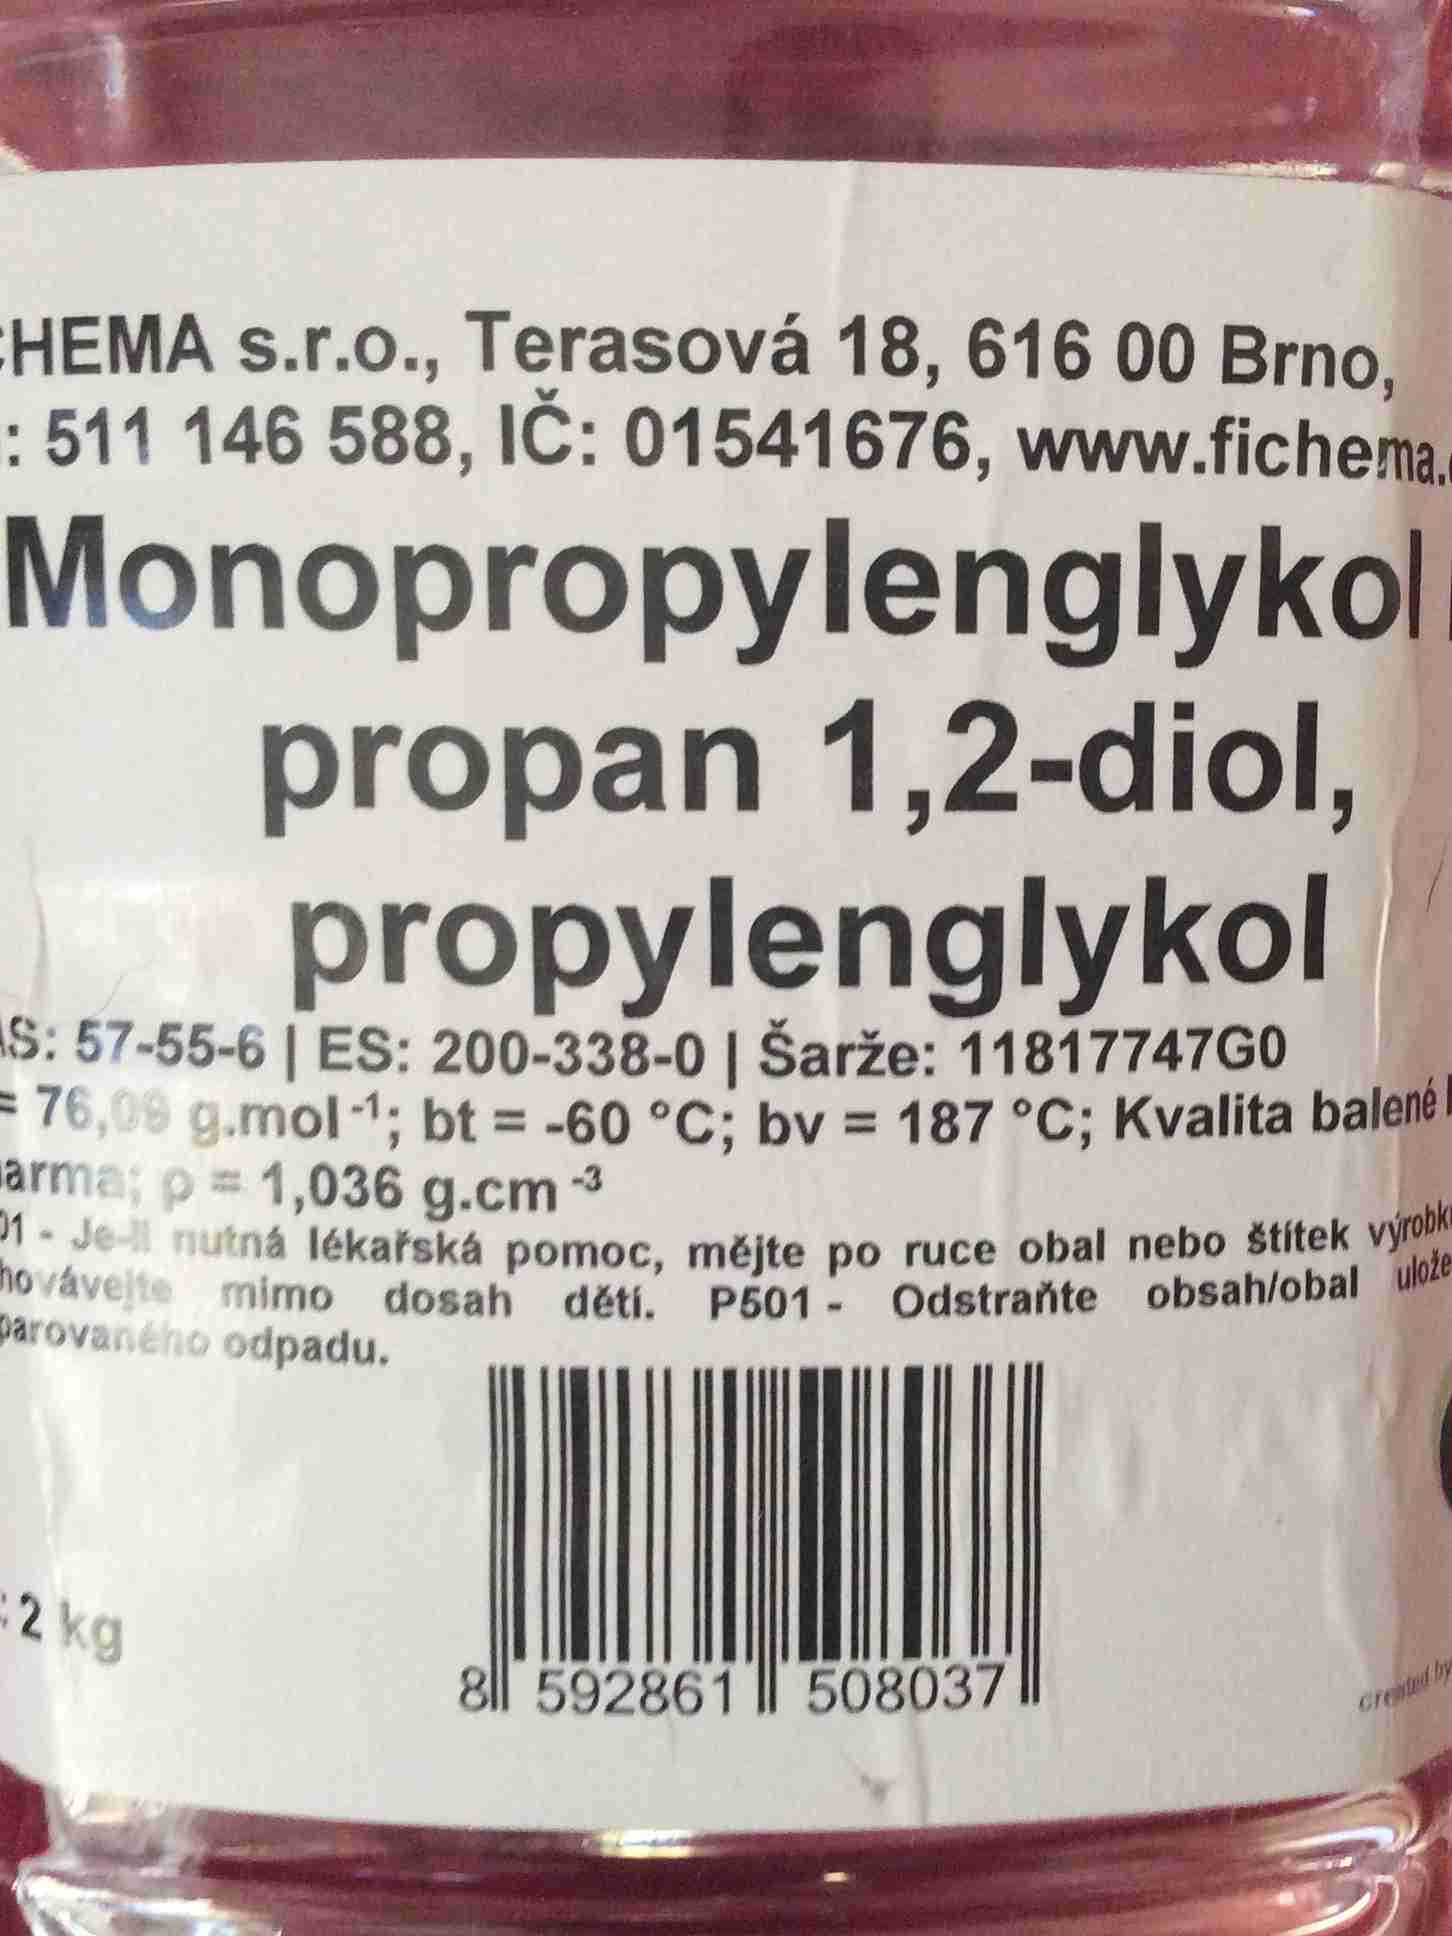 CHEMA s.r.o., Terasová 18, 616 00 Brno,
: 511 146 588, IČ: 01541676, www.fichema.
Monopropylenglykol
propan 1,2-diol,
propylenglykol
AS: 57-55-6 | ES: 200-338-0 | Šarže: 11817747G0
= 76,09 g.mol⁻¹; bt = -60 °C; bv = 187 °C; Kvalita balené
arma; ρ = 1,036 g.cm⁻³
01 - Je-li nutná lékařská pomoc, mějte po ruce obal nebo štítek výrobk
hovávejte mimo dosah dětí. P501 - Odstraňte obsah/obal ulože
parovaného odpadu.
: 2 kg
8 592861 508037
created by